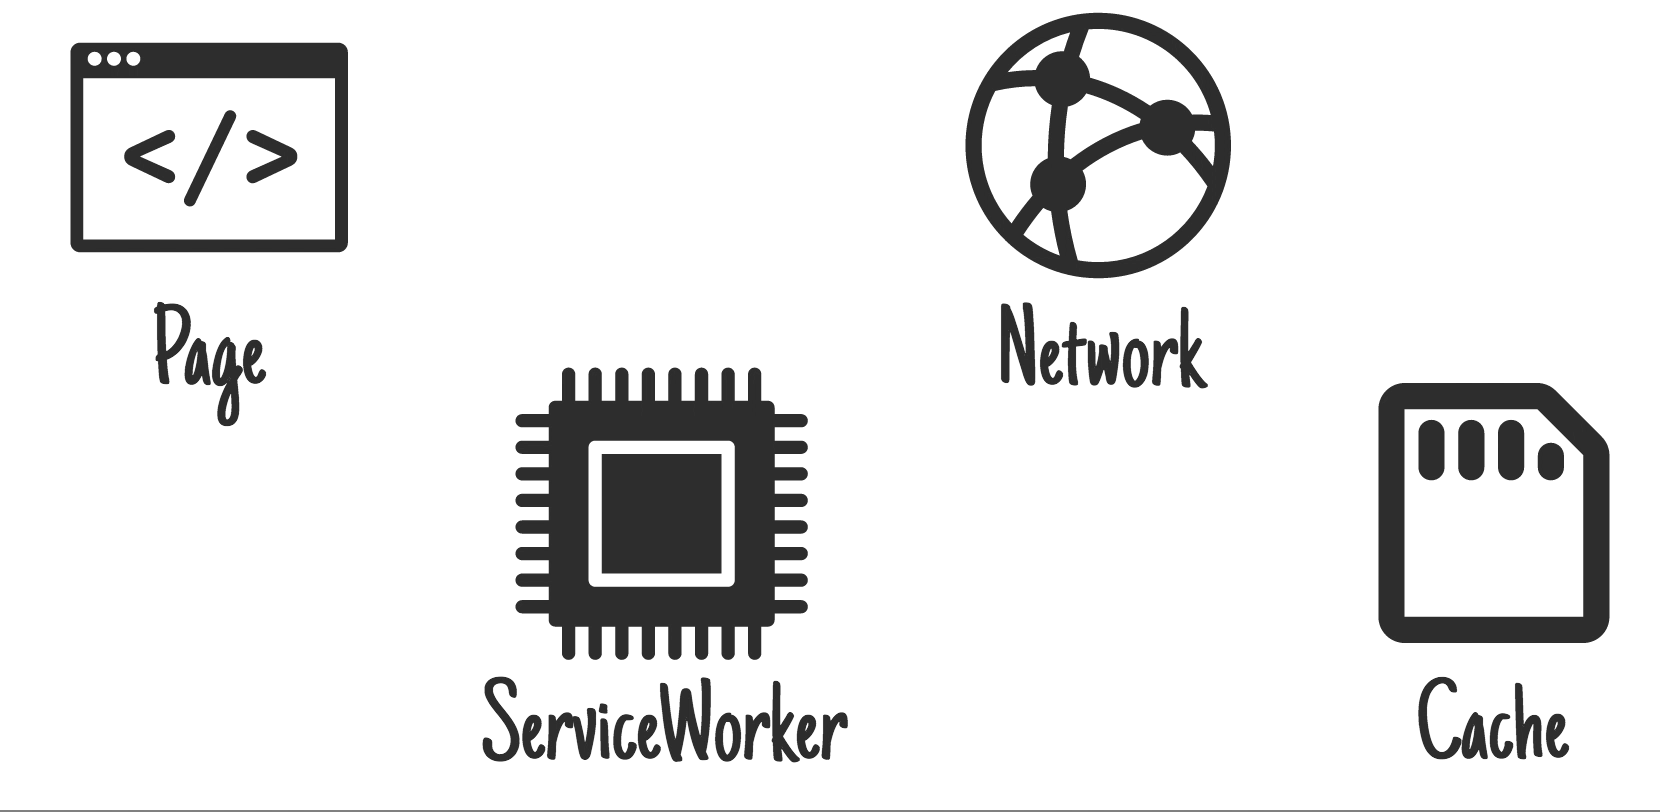 </>
Page
Network
ServiceWorker
Cache